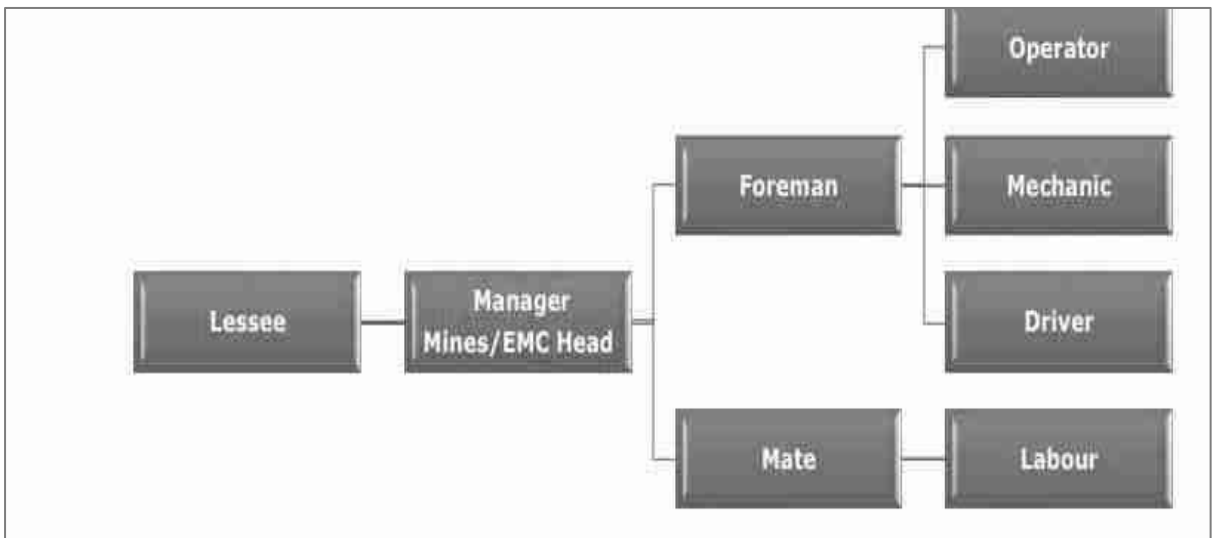 Operator
Foreman
Mechanic
Lessee
Manager
Mines/EMC Head
Driver
Mate
Labour